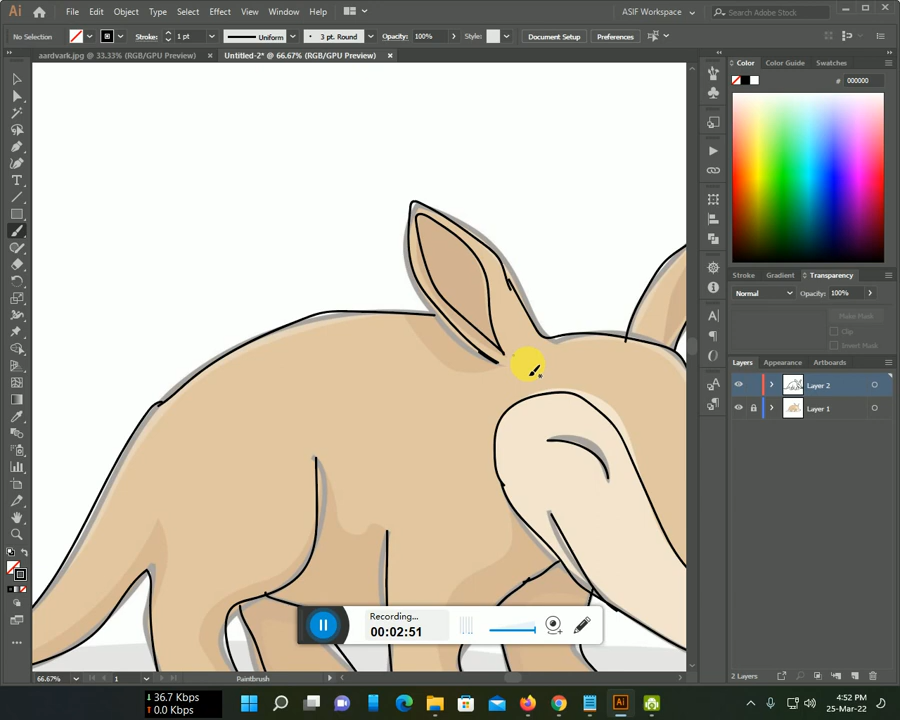 Ai File Edit Object Type Select Effect View Window Help ASIF Workspace Search Adobe Stock
No Selection Stroke: 1 pt Uniform 3 pt. Round Opacity: 100% Style: Document Setup Preferences
aardvark.jpg @ 33.33% (RGB/GPU Preview) × Untitled-2* @ 66.67% (RGB/GPU Preview) ×
Color Color Guide Swatches
# 000000
Stroke Gradient Transparency
Normal Opacity: 100%
Make Mask
Clip
Invert Mask
Layers Appearance Artboards
Layer 2
Layer 1
Recording...
00:02:51
66.67% 1 Paintbrush 2 Layers
36.7 Kbps
0.0 Kbps
4:52 PM
25-Mar-22